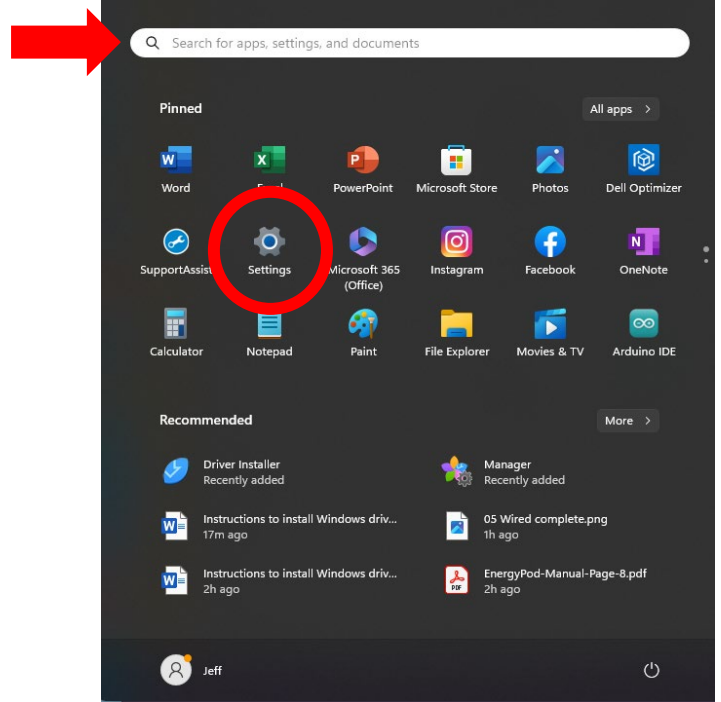 Search for apps, settings, and documents
Pinned
All apps >
Word
PowerPoint
Microsoft Store
Photos
Dell Optimizer
SupportAssist
Settings
Microsoft 365
(Office)
Instagram
Facebook
OneNote
Calculator
Notepad
Paint
File Explorer
Movies & TV
Arduino IDE
Recommended
More >
Driver Installer
Recently added
Manager
Recently added
Instructions to install Windows driv...
17m ago
05 Wired complete.png
1h ago
Instructions to install Windows driv...
2h ago
EnergyPod-Manual-Page-8.pdf
2h ago
Jeff